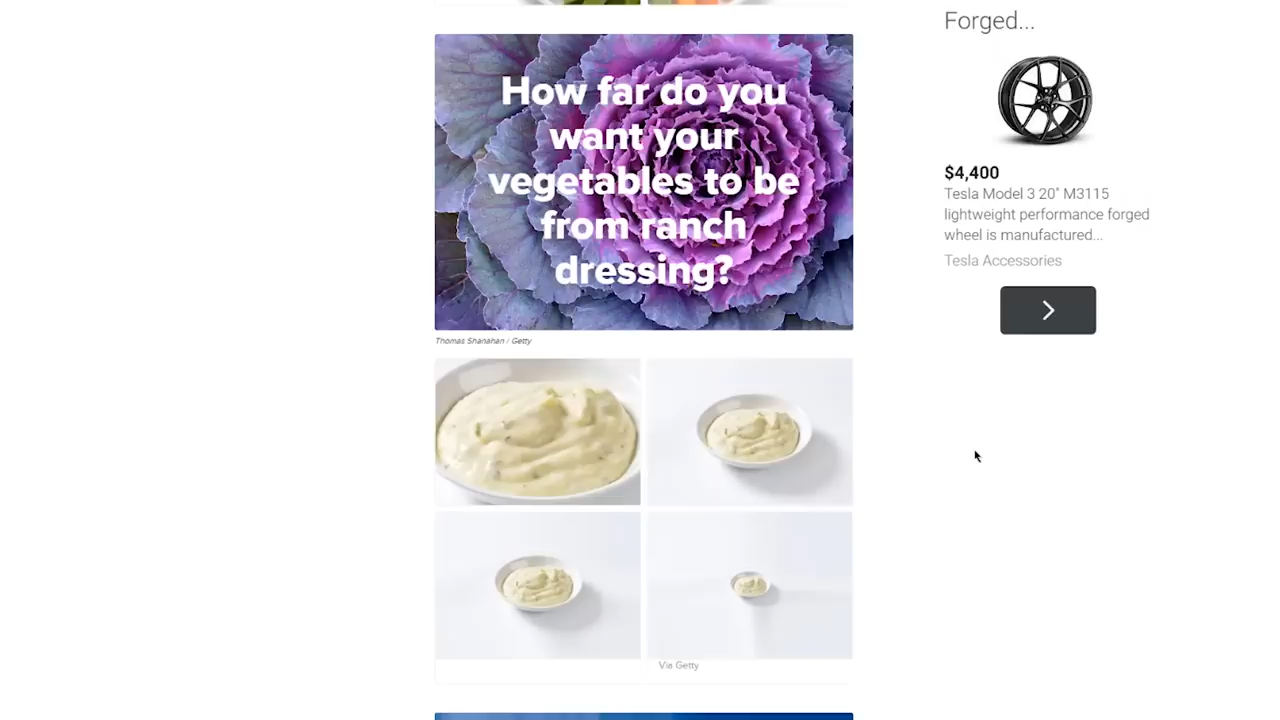 How far do you
want your
vegetables to be
from ranch
dressing?
Thomas Shanahan / Getty
Via Getty
Forged...
$4,400
Tesla Model 3 20" M3115
lightweight performance forged
wheel is manufactured...
Tesla Accessories